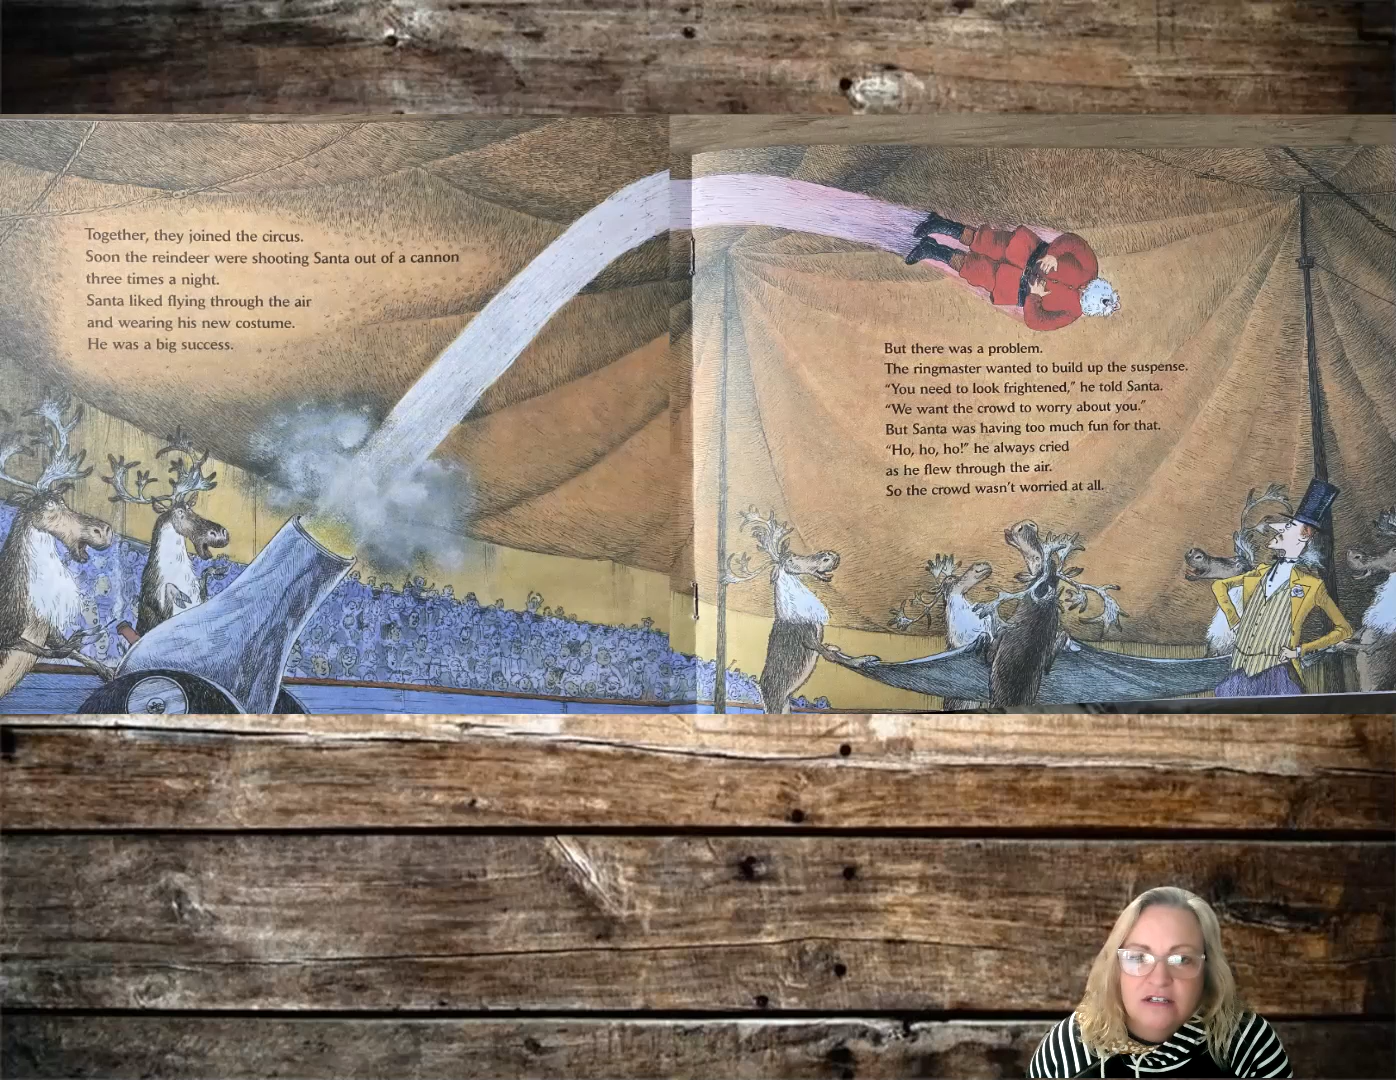 Together, they joined the circus.
Soon the reindeer were shooting Santa out of a cannon
three times a night.
Santa liked flying through the air
and wearing his new costume.
He was a big success.
But there was a problem.
The ringmaster wanted to build up the suspense.
“You need to look frightened,” he told Santa.
“We want the crowd to worry about you.”
But Santa was having too much fun for that.
“Ho, ho, ho!” he always cried
as he flew through the air.
So the crowd wasn’t worried at all.